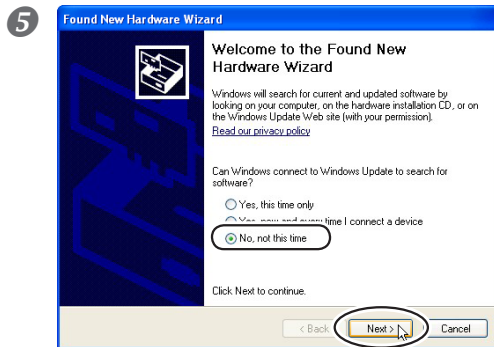 5
Found New Hardware Wizard
Welcome to the Found New
Hardware Wizard
Windows will search for current and updated software by
looking on your computer, on the hardware installation CD, or on
the Windows Update Web site (with your permission).
Read our privacy policy
Can Windows connect to Windows Update to search for
software?
Yes, this time only
Yes, now and every time I connect a device
No, not this time
Click Next to continue.
< Back Next > Cancel